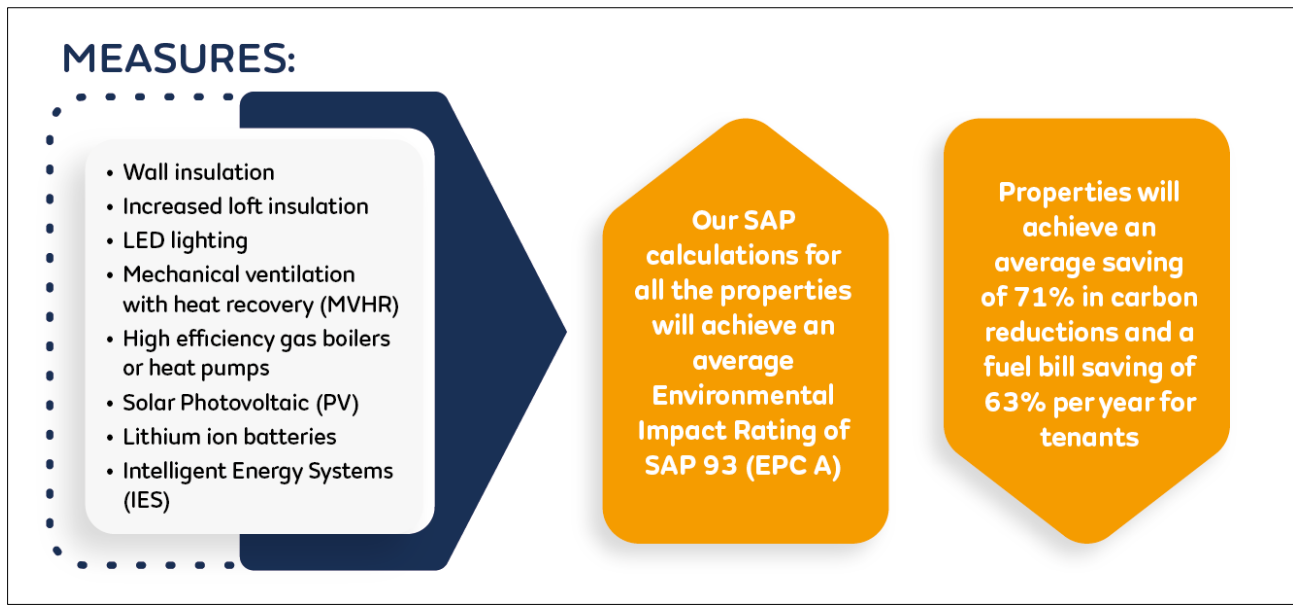 MEASURES:
• Wall insulation
• Increased loft insulation
• LED lighting
• Mechanical ventilation
with heat recovery (MVHR)
• High efficiency gas boilers
or heat pumps
• Solar Photovoltaic (PV)
• Lithium ion batteries
• Intelligent Energy Systems
(IES)
Our SAP
calculations for
all the properties
will achieve an
average
Environmental
Impact Rating of
SAP 93 (EPC A)
Properties will
achieve an
average saving
of 71% in carbon
reductions and a
fuel bill saving of
63% per year for
tenants